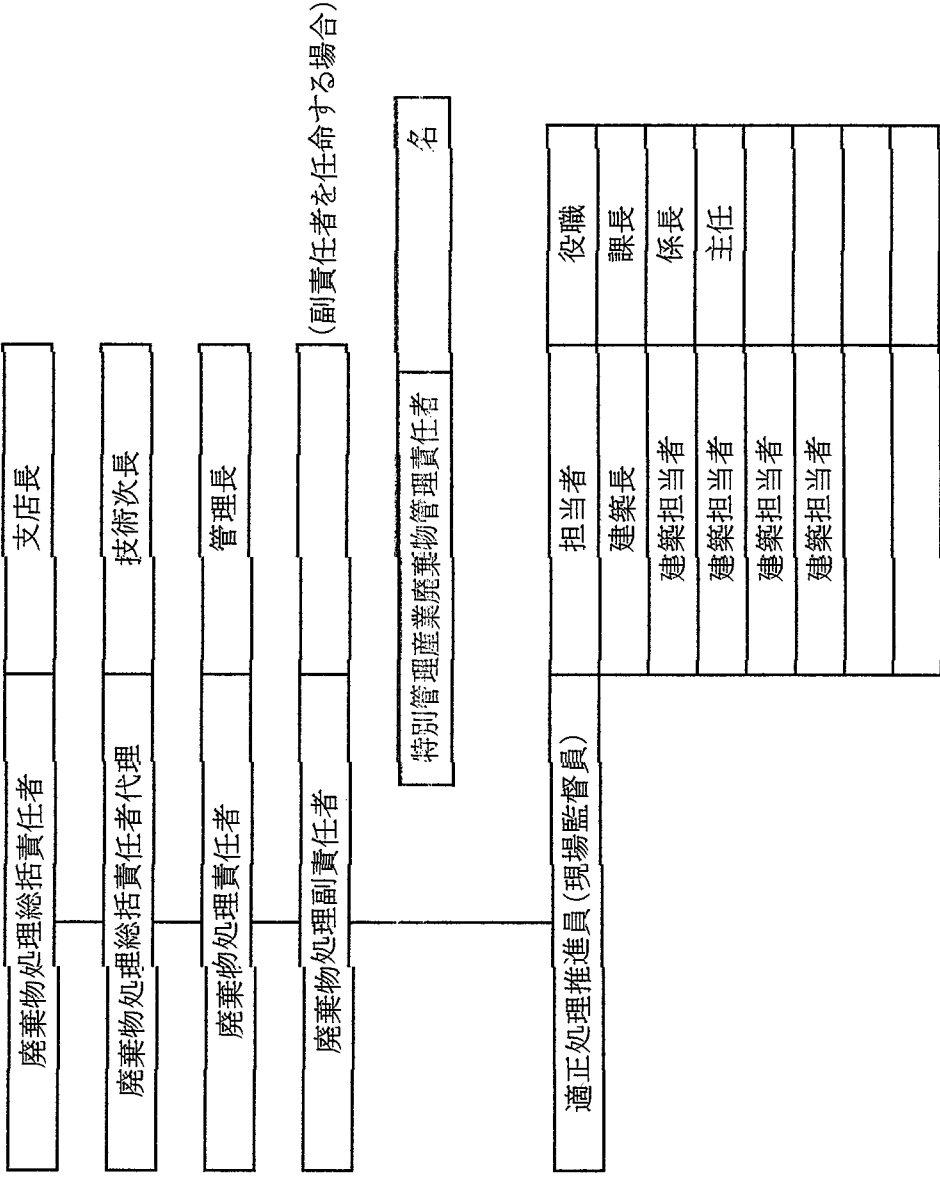 廃棄物処理総括責任者 支店長
廃棄物処理総括責任者代理 技術次長
廃棄物処理責任者 管理長
廃棄物処理副責任者 (副責任者を任命する場合)
特別管理産業廃棄物管理責任者 名
適正処理推進員(現場監督員) 担当者 役職
建築長 課長
建築担当者 係長
建築担当者 主任
建築担当者
建築担当者